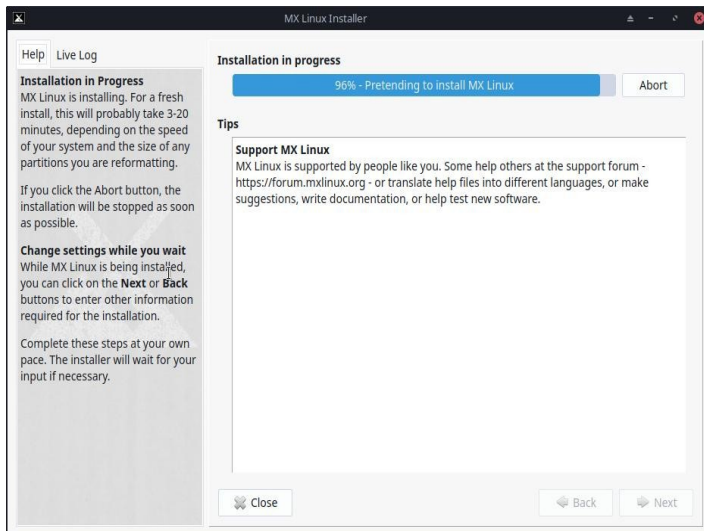 MX Linux Installer
Help Live Log
Installation in Progress
MX Linux is installing. For a fresh
install, this will probably take 3-20
minutes, depending on the speed
of your system and the size of any
partitions you are reformatting.
If you click the Abort button, the
installation will be stopped as soon
as possible.
Change settings while you wait
While MX Linux is being installed,
you can click on the Next or Back
buttons to enter other information
required for the installation.
Complete these steps at your own
pace. The installer will wait for your
input if necessary.
Installation in progress
96% - Pretending to install MX Linux
Abort
Tips
Support MX Linux
MX Linux is supported by people like you. Some help others at the support forum -
https://forum.mxlinux.org - or translate help files into different languages, or make
suggestions, write documentation, or help test new software.
Close
Back
Next